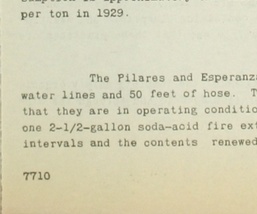 per ton in 1929.
The Pilares and Esperanza
water lines and 50 feet of hose. T
that they are in operating conditio
one 2-1/2-gallon soda-acid fire ext
intervals and the contents renewed
7710